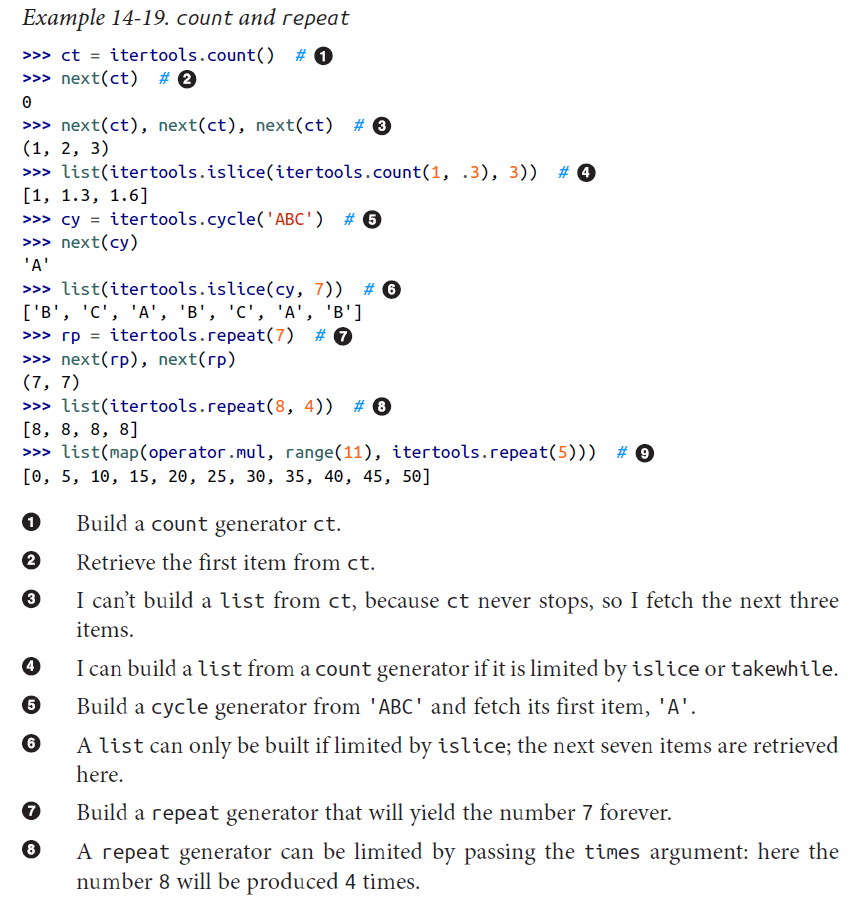 Example 14-19. count and repeat
>>> ct = itertools.count()  # ❶
>>> next(ct)  # ❷
0
>>> next(ct), next(ct), next(ct)  # ❸
(1, 2, 3)
>>> list(itertools.islice(itertools.count(1, .3), 3))  # ❹
[1, 1.3, 1.6]
>>> cy = itertools.cycle('ABC')  # ❺
>>> next(cy)
'A'
>>> list(itertools.islice(cy, 7))  # ❻
['B', 'C', 'A', 'B', 'C', 'A', 'B']
>>> rp = itertools.repeat(7)  # ❼
>>> next(rp), next(rp)
(7, 7)
>>> list(itertools.repeat(8, 4))  # ❽
[8, 8, 8, 8]
>>> list(map(operator.mul, range(11), itertools.repeat(5)))  # ❾
[0, 5, 10, 15, 20, 25, 30, 35, 40, 45, 50]
❶ Build a count generator ct.
❷ Retrieve the first item from ct.
❸ I can’t build a list from ct, because ct never stops, so I fetch the next three
items.
❹ I can build a list from a count generator if it is limited by islice or takewhile.
❺ Build a cycle generator from 'ABC' and fetch its first item, 'A'.
❻ A list can only be built if limited by islice; the next seven items are retrieved
here.
❼ Build a repeat generator that will yield the number 7 forever.
❽ A repeat generator can be limited by passing the times argument: here the
number 8 will be produced 4 times.